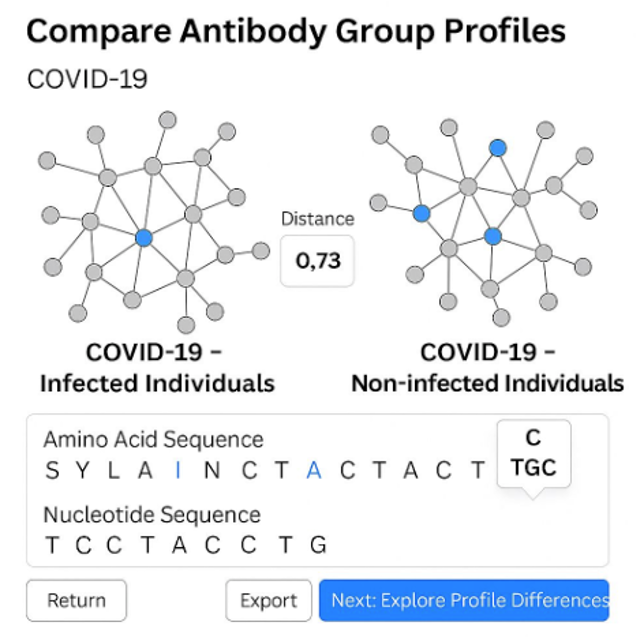 Compare Antibody Group Profiles
COVID-19
Distance
0,73
COVID-19 –
Infected Individuals
COVID-19 –
Non-infected Individuals
Amino Acid Sequence
S Y L A I N C T A C T A C T
C
TGC
Nucleotide Sequence
T C C T A C C T G
Return
Export
Next: Explore Profile Differences